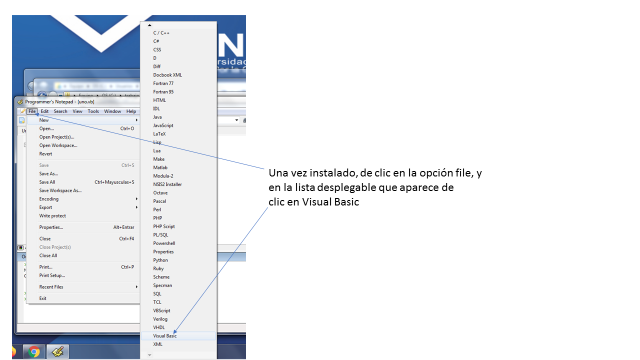 C / C++
C#
CSS
D
Diff
Docbook XML
Fortran 77
Fortran 95
HTML
IDL
Java
JavaScript
LaTeX
Lisp
Lua
Make
Matlab
Modula-2
NSIS Installer
Octave
Pascal
Perl
PHP
PHP Script
PL/SQL
Powershell
Properties
Python
Ruby
Scheme
Specman
SQL
TCL
VBScript
Verilog
VHDL
Visual Basic
XML
Programmer's Notepad - [uno.vb]
File Edit Search View Tools Window Help
New
Open... Ctrl+O
Open Project(s)...
Open Workspace...
Revert
Save Ctrl+S
Save As...
Save All Ctrl+Mayusculas+S
Save Workspace As...
Encoding
Export
Write protect
Properties... Alt+Entrar
Close Ctrl+F4
Close Project(s)
Close All
Print... Ctrl+P
Print Setup...
Recent Files
Exit
Una vez instalado, de clic en la opción file, y
en la lista desplegable que aparece de
clic en Visual Basic